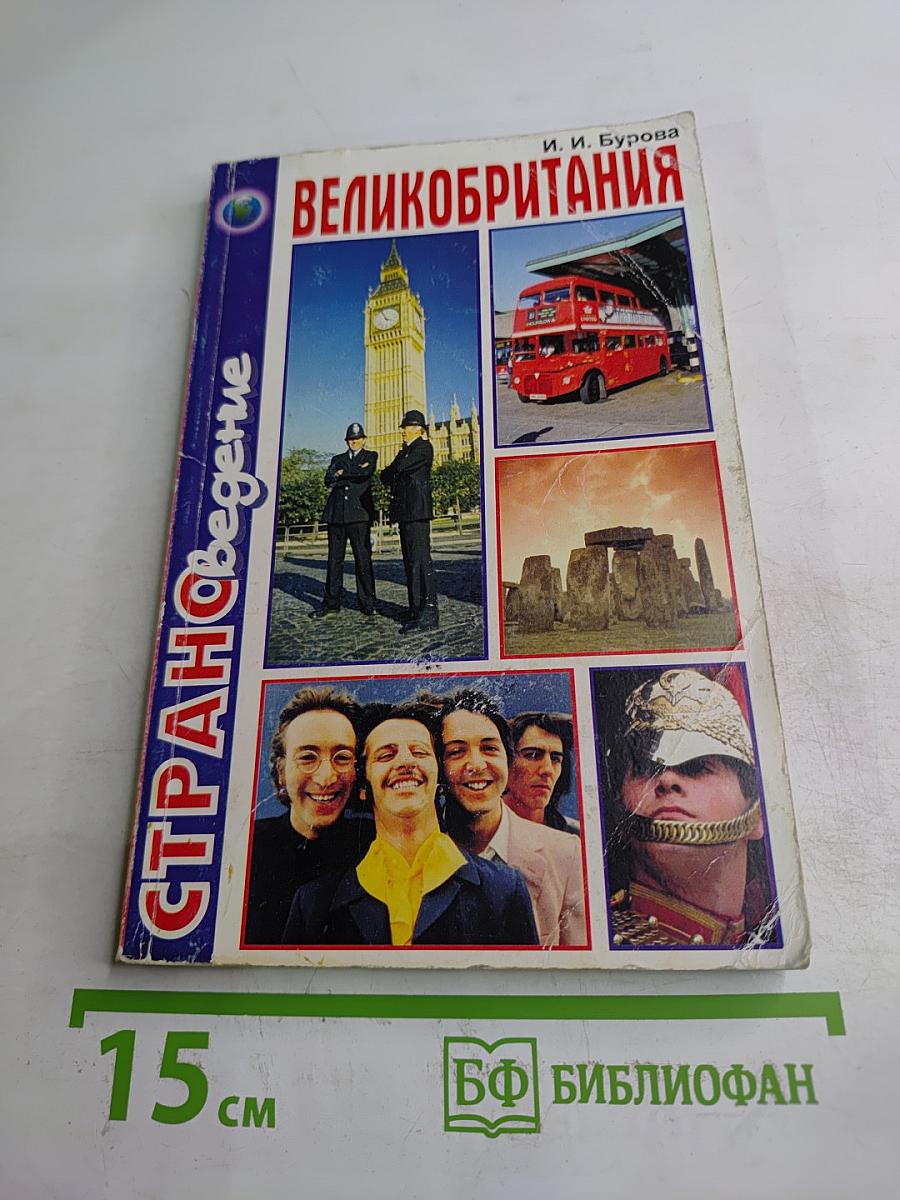 И. И. Бурова
ВЕЛИКОБРИТАНИЯ
СТРАНОведение
15 см
БФ БИБЛИОФАН